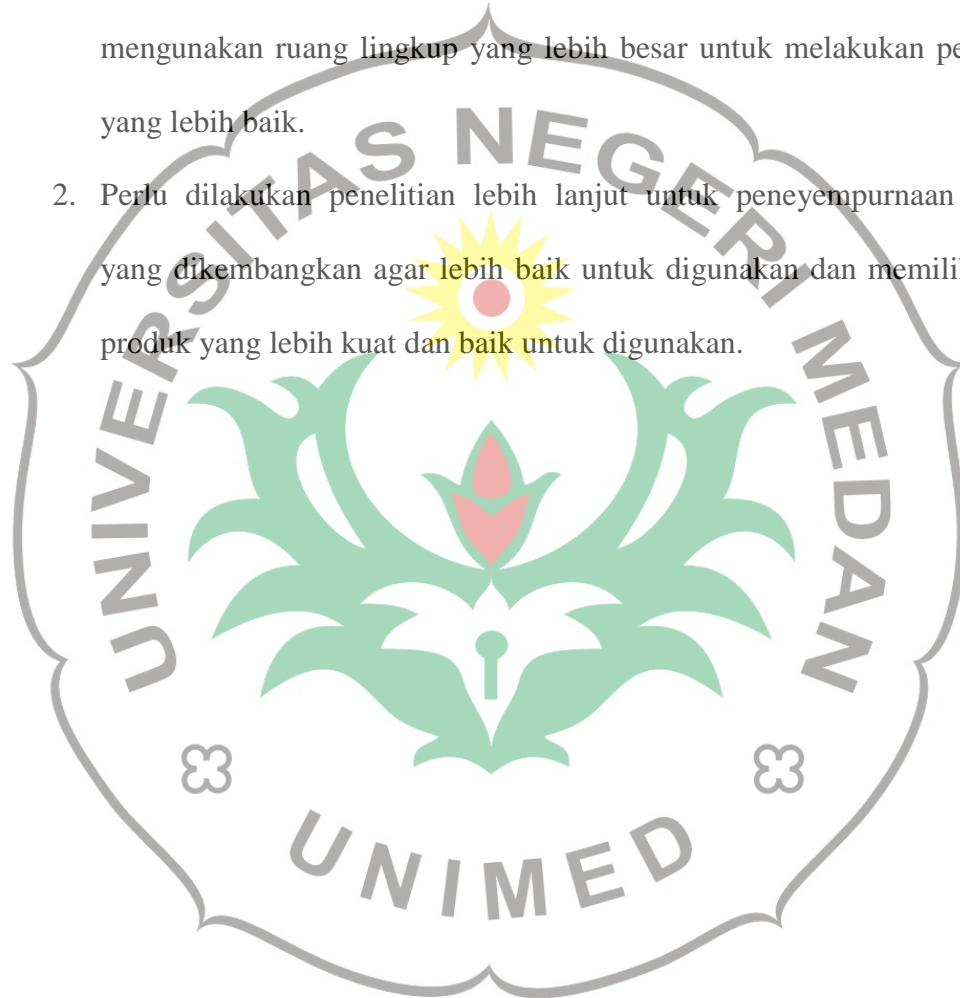 mengunakan ruang lingkup yang lebih besar untuk melakukan
yang lebih baik.
2. Perlu dilakukan penelitian lebih lanjut untuk peneyempurnaan
yang dikembangkan agar lebih baik untuk digunakan dan
produk yang lebih kuat dan baik untuk digunakan.
UNIVERSITAS NEGERI MEDAN
UNIMED